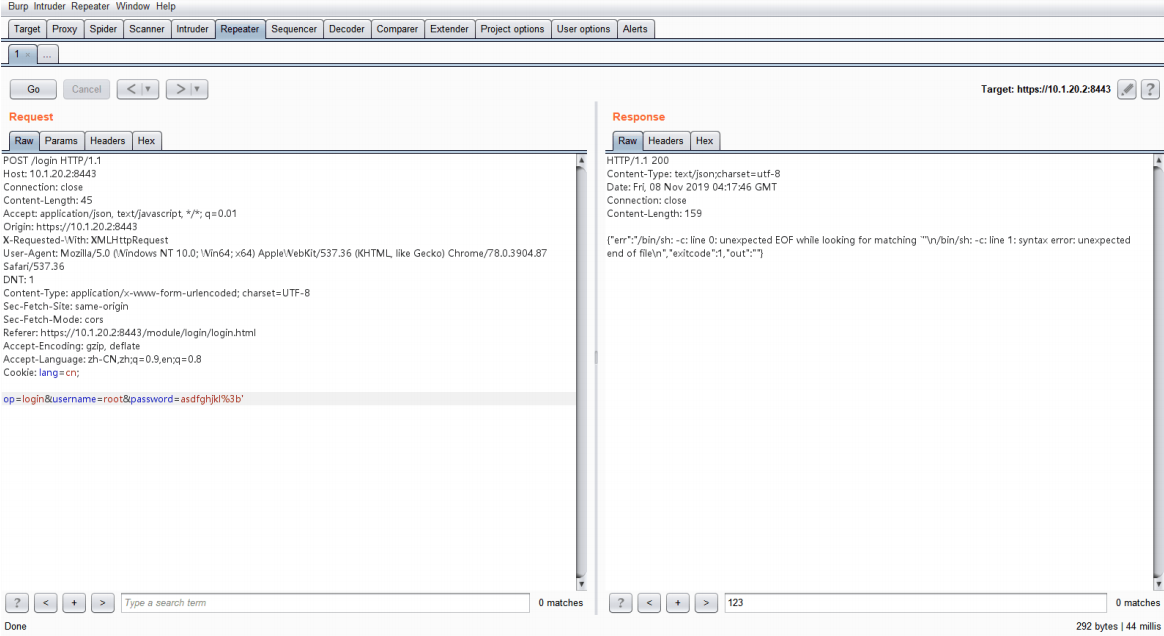 Burp Intruder Repeater Window Help
Target Proxy Spider Scanner Intruder Repeater Sequencer Decoder Comparer Extender Project options User options Alerts
1 × ...
Go Cancel < ▼ > ▼ Target: https://10.1.20.2:8443 ?
Request
Raw Params Headers Hex
POST /login HTTP/1.1
Host: 10.1.20.2:8443
Connection: close
Content-Length: 45
Accept: application/json, text/javascript, */*; q=0.01
Origin: https://10.1.20.2:8443
X-Requested-With: XMLHttpRequest
User-Agent: Mozilla/5.0 (Windows NT 10.0; Win64; x64) AppleWebKit/537.36 (KHTML, like Gecko) Chrome/78.0.3904.87
Safari/537.36
DNT: 1
Content-Type: application/x-www-form-urlencoded; charset=UTF-8
Sec-Fetch-Site: same-origin
Sec-Fetch-Mode: cors
Referer: https://10.1.20.2:8443/module/login/login.html
Accept-Encoding: gzip, deflate
Accept-Language: zh-CN,zh;q=0.9,en;q=0.8
Cookie: lang=cn;
op=login&username=root&password=asdfghjkl%3b'
? < + > Type a search term 0 matches
Response
Raw Headers Hex
HTTP/1.1 200
Content-Type: text/json;charset=utf-8
Date: Fri, 08 Nov 2019 04:17:46 GMT
Connection: close
Content-Length: 159
{"err":"/bin/sh: -c: line 0: unexpected EOF while looking for matching `'"\n/bin/sh: -c: line 1: syntax error: unexpected
end of file\n","exitcode":1,"out":""}
? < + > 123 0 matches
Done 292 bytes | 44 millis